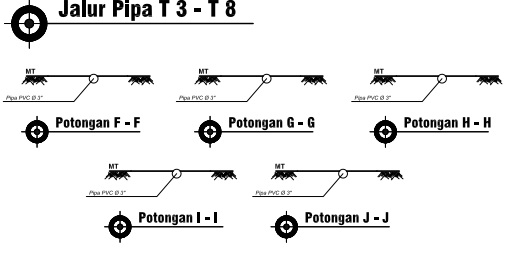 Jalur Pipa T 3 - T 8
MT
Pipa PVC Ø 3"
Potongan F - F
MT
Pipa PVC Ø 3"
Potongan G - G
MT
Pipa PVC Ø 3"
Potongan H - H
MT
Pipa PVC Ø 3"
Potongan I - I
MT
Pipa PVC Ø 3"
Potongan J - J